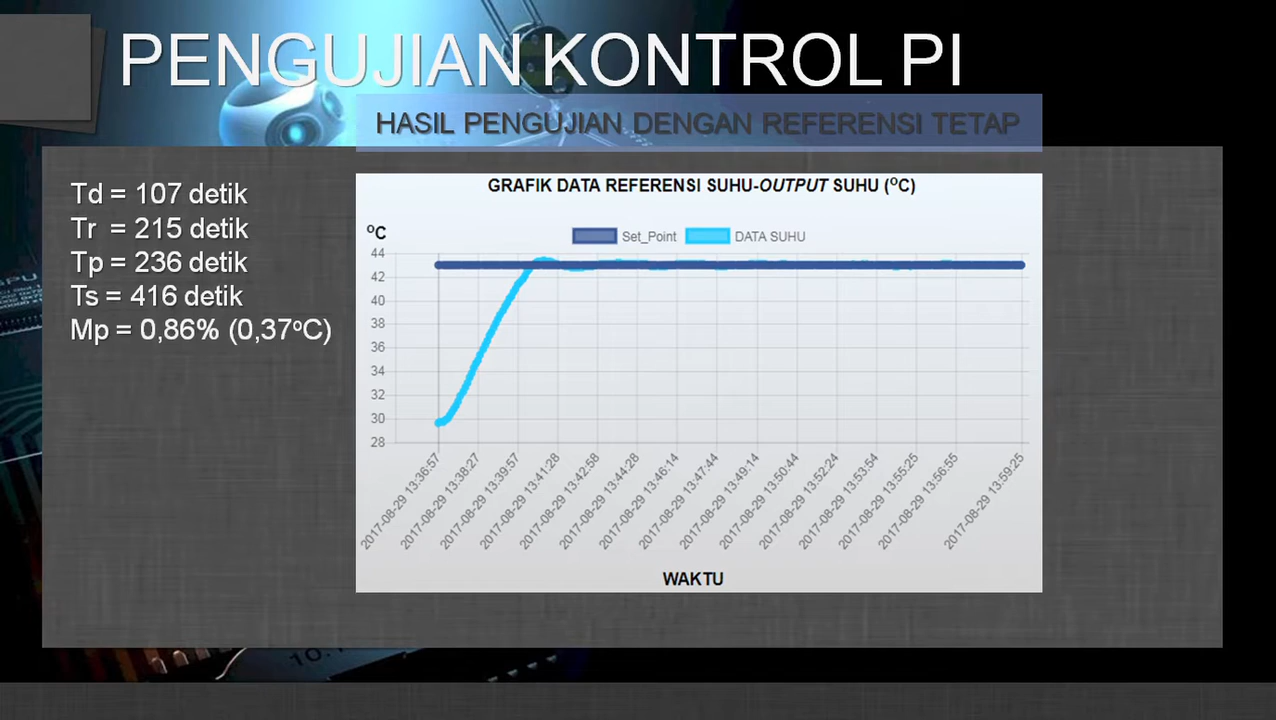 PENGUJIAN KONTROL PI
HASIL PENGUJIAN DENGAN REFERENSI TETAP
Td = 107 detik
Tr = 215 detik
Tp = 236 detik
Ts = 416 detik
Mp = 0,86% (0,37ºC)
GRAFIK DATA REFERENSI SUHU-OUTPUT SUHU (ºC)
ºC
Set_Point DATA SUHU
44
42
40
38
36
34
32
30
28
2017-08-29 13:36:57
2017-08-29 13:38:27
2017-08-29 13:39:57
2017-08-29 13:41:28
2017-08-29 13:42:58
2017-08-29 13:44:28
2017-08-29 13:46:14
2017-08-29 13:47:44
2017-08-29 13:49:14
2017-08-29 13:50:44
2017-08-29 13:52:24
2017-08-29 13:53:54
2017-08-29 13:55:25
2017-08-29 13:56:55
2017-08-29 13:59:25
WAKTU